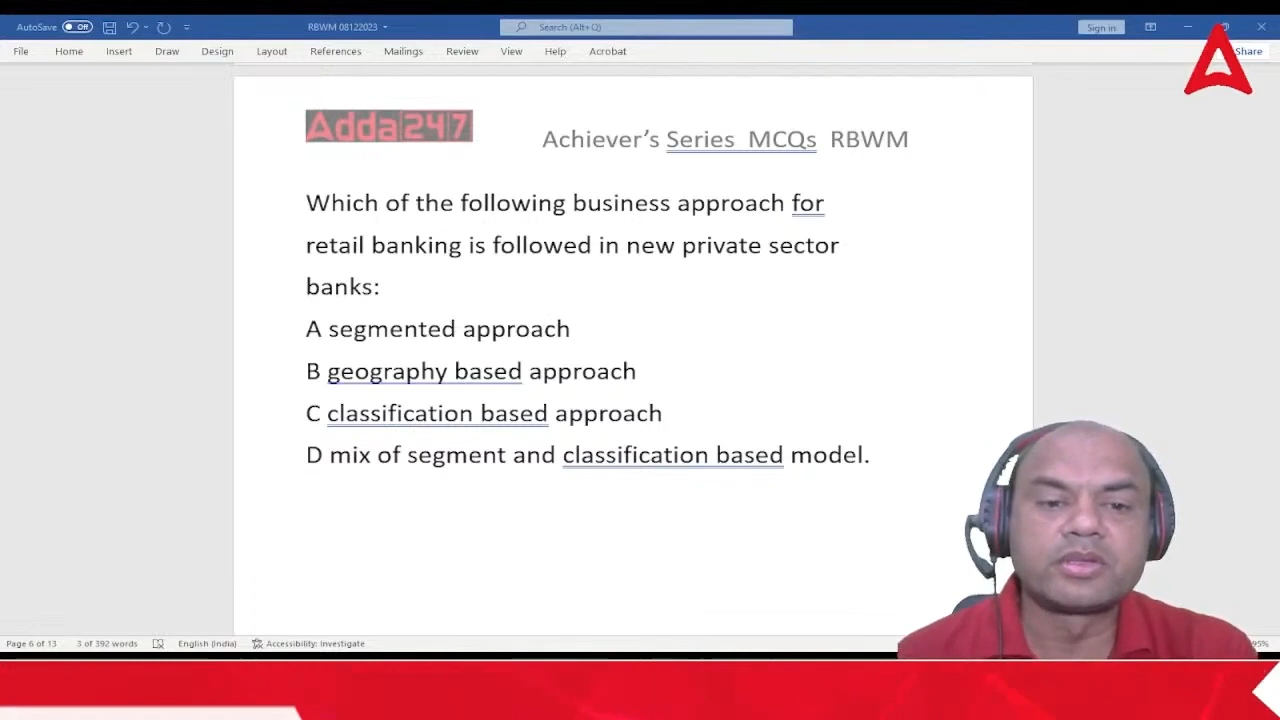 AutoSave Off RBWM 08122023 Search (Alt+Q) Sign in
File Home Insert Draw Design Layout References Mailings Review View Help Acrobat Share
Adda 247
Achiever's Series MCQs RBWM
Which of the following business approach for
retail banking is followed in new private sector
banks:
A segmented approach
B geography based approach
C classification based approach
D mix of segment and classification based model.
Page 6 of 13 3 of 392 words English (India) Accessibility: Investigate 95%